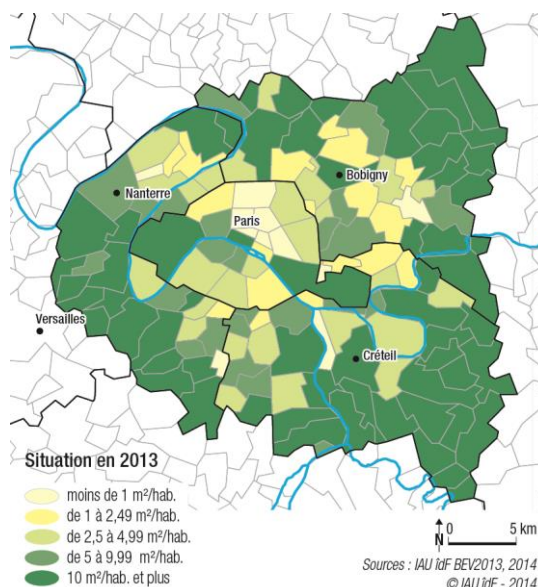 Bobigny
Nanterre
Paris
Versailles
Créteil
Situation en 2013
moins de 1 m²/hab.
de 1 à 2,49 m²/hab.
de 2,5 à 4,99 m²/hab.
de 5 à 9,99 m²/hab.
10 m²/hab. et plus
N 0 5 km
Sources : IAU îdF BEV2013, 2014
© IAU îdF - 2014